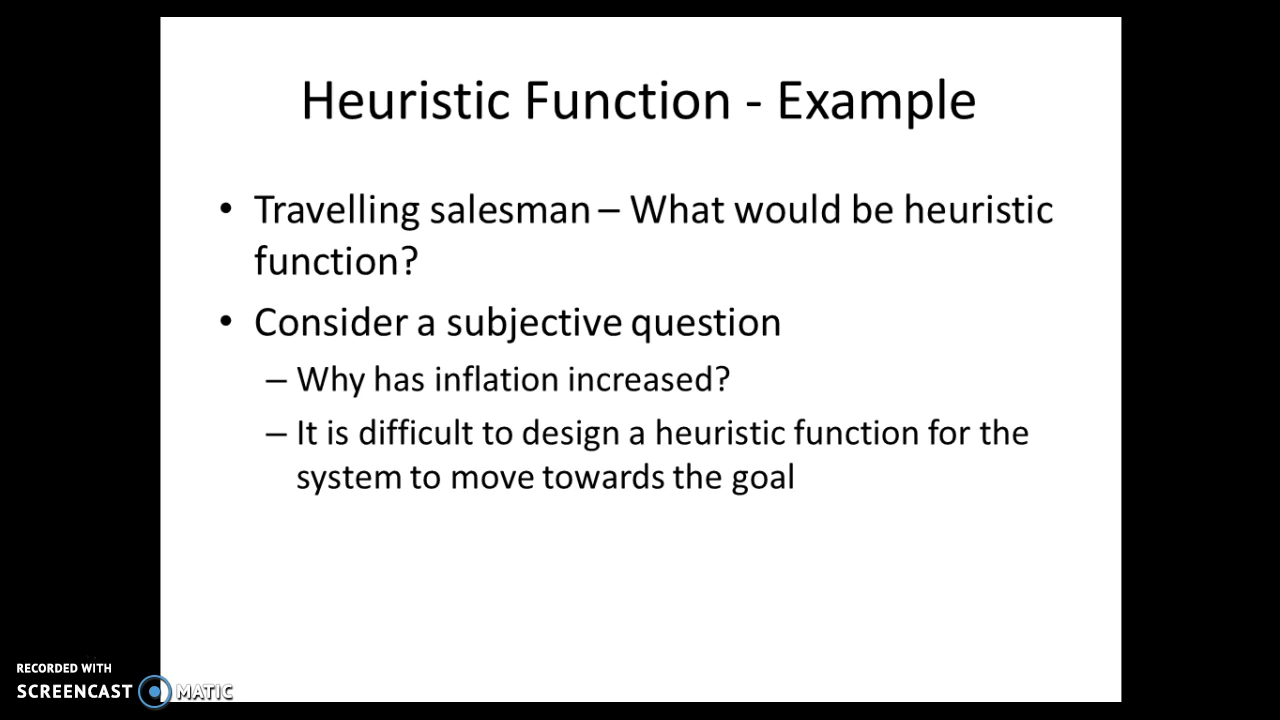 Heuristic Function - Example
• Travelling salesman – What would be heuristic
function?
• Consider a subjective question
– Why has inflation increased?
– It is difficult to design a heuristic function for the
system to move towards the goal
RECORDED WITH
SCREENCAST MATIC